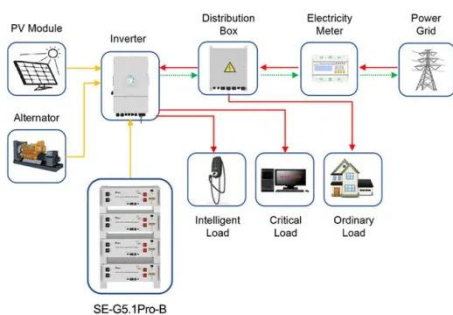 PV Module
Inverter
Distribution
Box
Electricity
Meter
Power
Grid
Alternator
Intelligent
Load
Critical
Load
Ordinary
Load
SE-G5.1Pro-B